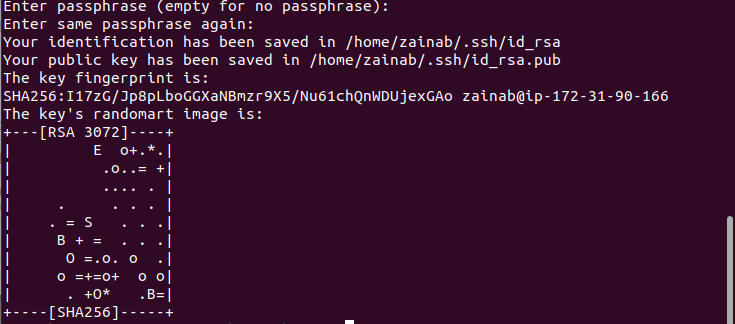 Enter passphrase (empty for no passphrase):
Enter same passphrase again:
Your identification has been saved in /home/zainab/.ssh/id_rsa
Your public key has been saved in /home/zainab/.ssh/id_rsa.pub
The key fingerprint is:
SHA256:I17zG/Jp8pLboGGXaNBmzr9X5/Nu61chQnWDUjexGAo zainab@ip-172-31-90-166
The key's randomart image is:
+---[RSA 3072]----+
|         E  o+.*.|
|          .o..= +|
|          .... . |
|     .     . . . |
|    . = S   . . .|
|     B + =  . . .|
|      O =.o. o  .|
|     o =+=o+  o o|
|      . +O*   .B=|
+----[SHA256]-----+